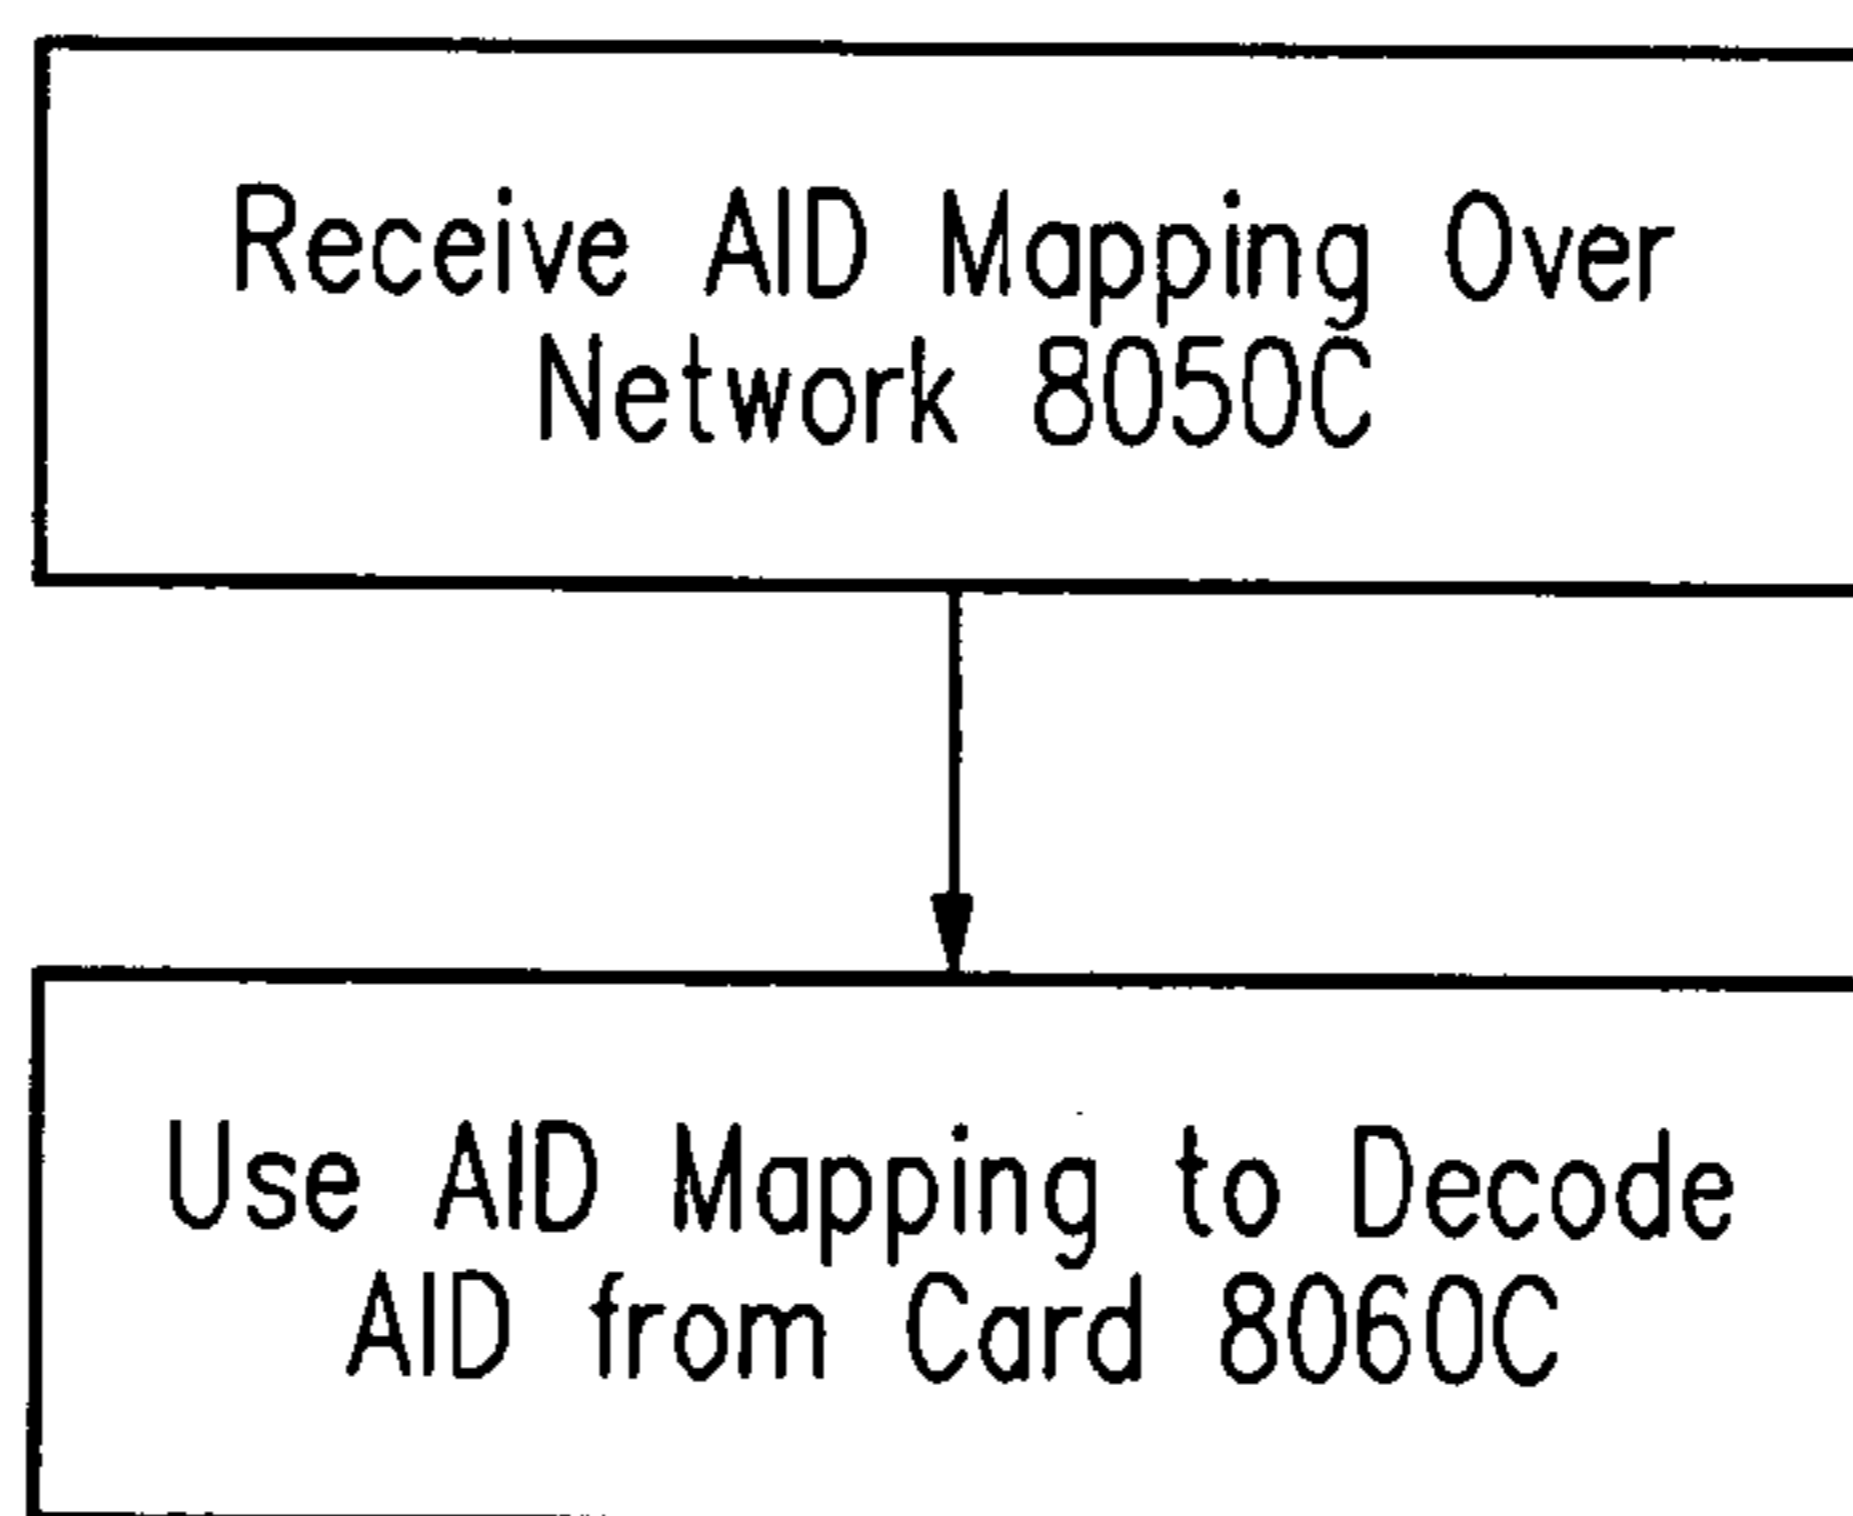 Receive AID Mapping Over
Network 8050C
Use AID Mapping to Decode
AID from Card 8060C